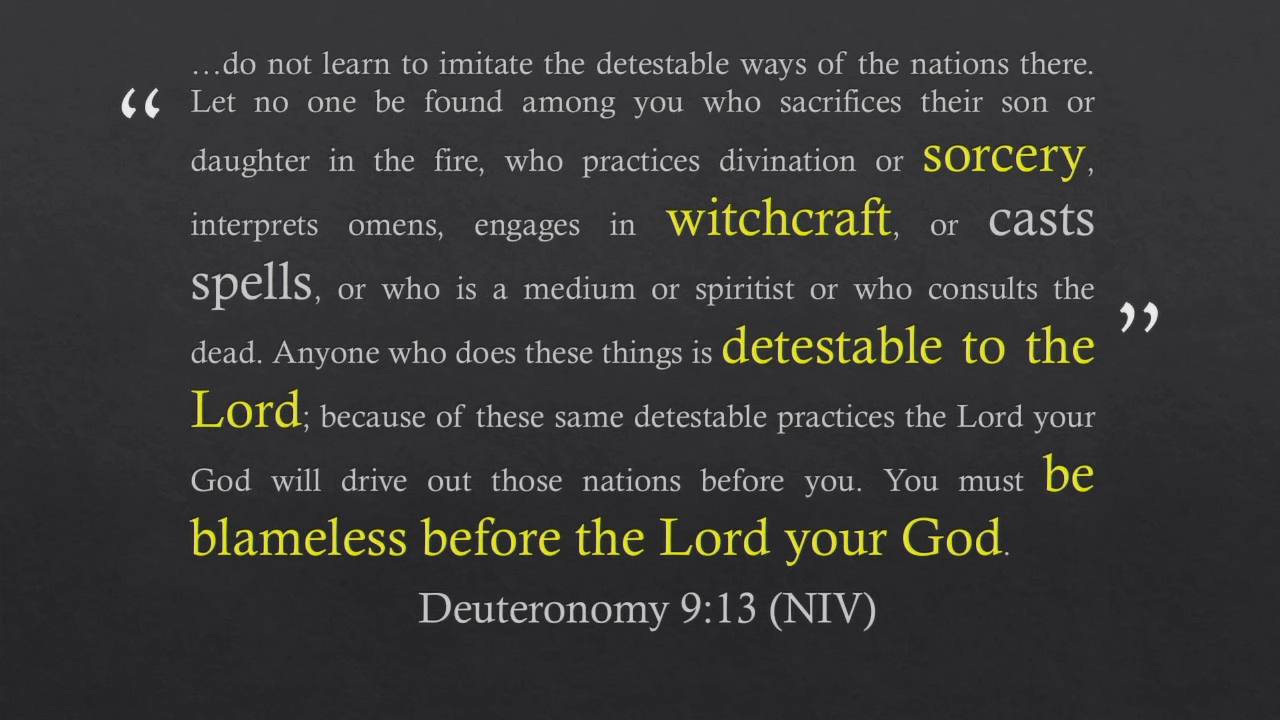 …do not learn to imitate the detestable ways of the nations there.
“ Let no one be found among you who sacrifices their son or
daughter in the fire, who practices divination or sorcery,
interprets omens, engages in witchcraft, or casts
spells, or who is a medium or spiritist or who consults the
dead. Anyone who does these things is detestable to the ”
Lord; because of these same detestable practices the Lord your
God will drive out those nations before you. You must be
blameless before the Lord your God.
Deuteronomy 9:13 (NIV)